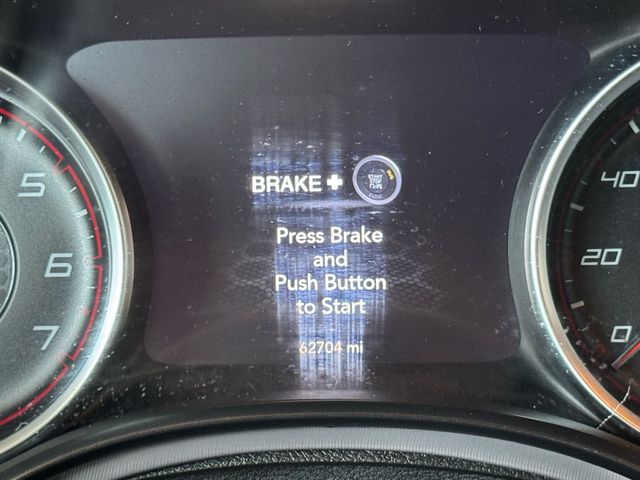 BRAKE +
Press Brake
and
Push Button
to Start
62704 mi
5
6
7
40
20
0